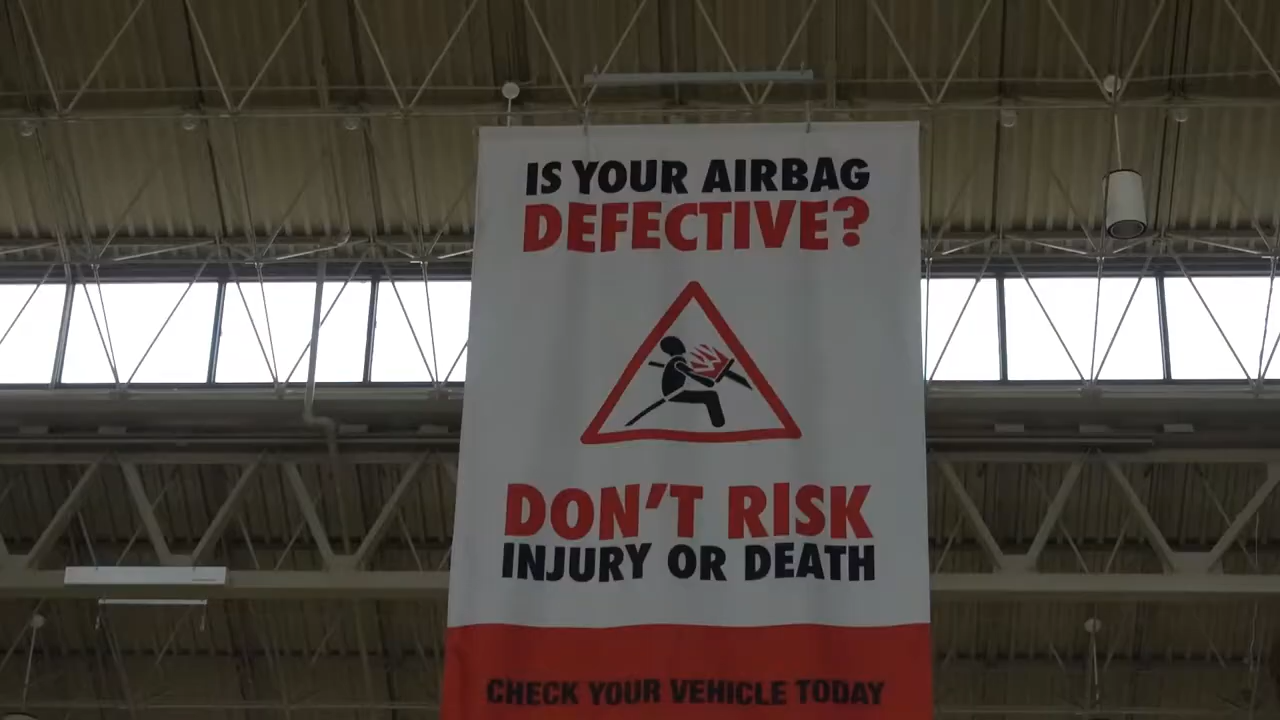 IS YOUR AIRBAG
DEFECTIVE?
DON'T RISK
INJURY OR DEATH
CHECK YOUR VEHICLE TODAY